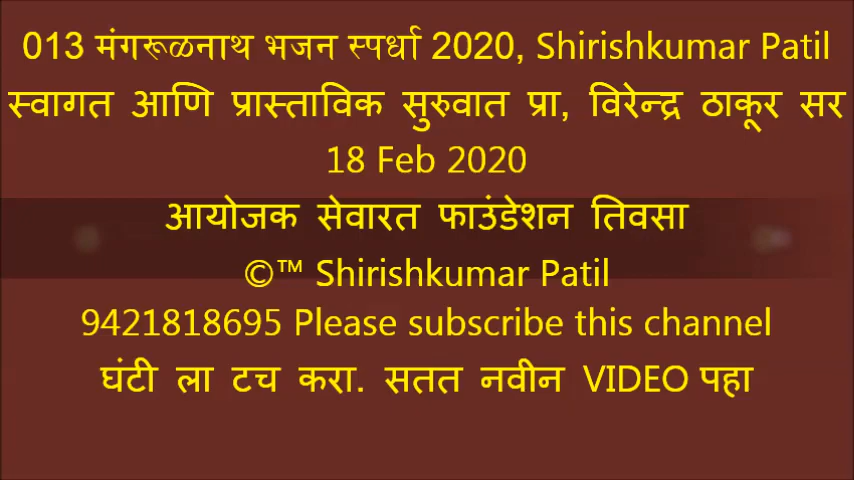 013 मंगरूळनाथ भजन स्पर्धा 2020, Shirishkumar Patil
स्वागत आणि प्रास्ताविक सुरुवात प्रा, विरेन्द्र ठाकूर सर
18 Feb 2020
आयोजक सेवारत फाउंडेशन तिवसा
©™ Shirishkumar Patil
9421818695 Please subscribe this channel
घंटी ला टच करा. सतत नवीन VIDEO पहा